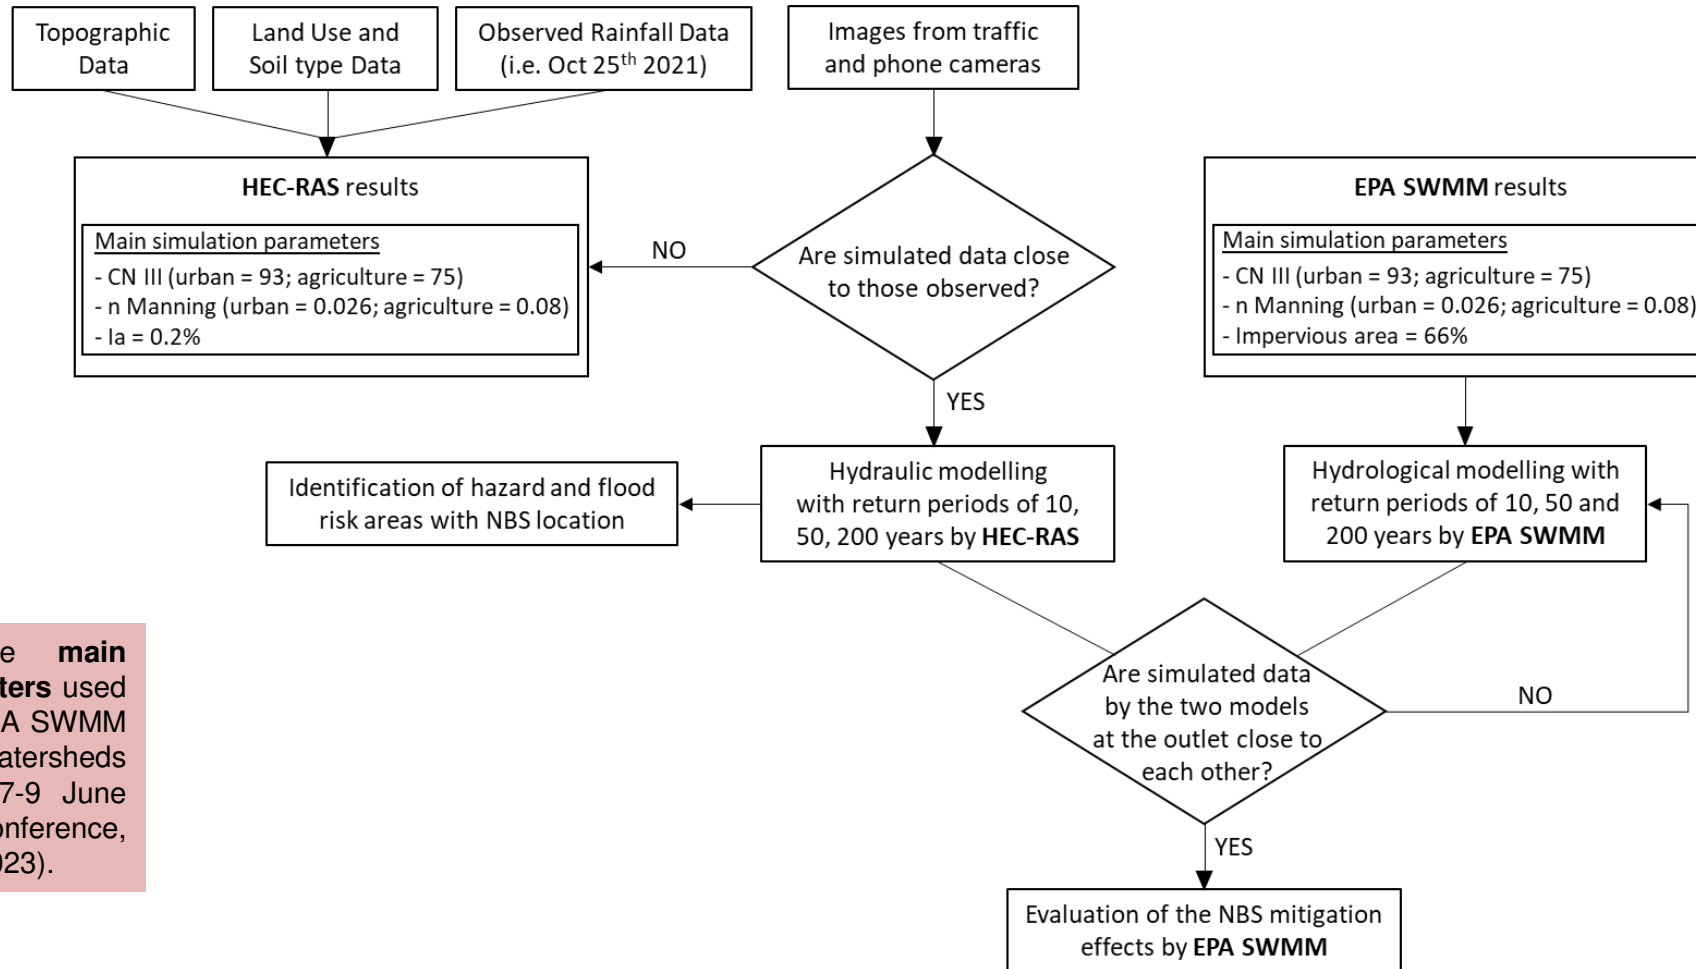 Topographic
Data
Land Use and
Soil type Data
Observed Rainfall Data
(i.e. Oct 25th 2021)
Images from traffic
and phone cameras
HEC-RAS results
Main simulation parameters
- CN III (urban = 93; agriculture = 75)
- n Manning (urban = 0.026; agriculture = 0.08)
- Ia = 0.2%
NO
Are simulated data close
to those observed?
EPA SWMM results
Main simulation parameters
- CN III (urban = 93; agriculture = 75)
- n Manning (urban = 0.026; agriculture = 0.08)
- Impervious area = 66%
YES
Identification of hazard and flood
risk areas with NBS location
Hydraulic modelling
with return periods of 10,
50, 200 years by HEC-RAS
Hydrological modelling with
return periods of 10, 50 and
200 years by EPA SWMM
Are simulated data
by the two models
at the outlet close to
each other?
NO
YES
Evaluation of the NBS mitigation
effects by EPA SWMM
main
used
SWMM
7-9 June